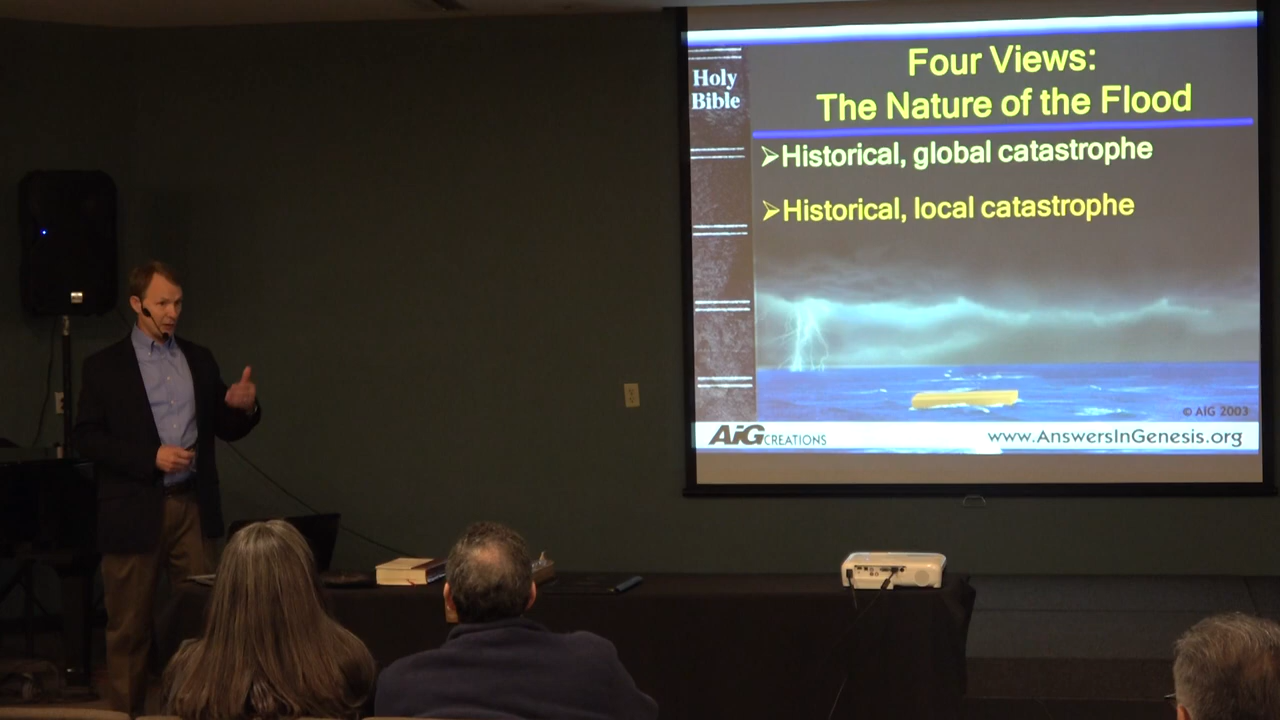 Holy
Bible
Four Views:
The Nature of the Flood
➢Historical, global catastrophe
➢Historical, local catastrophe
© AiG 2003
AiG CREATIONS
www.AnswersInGenesis.org